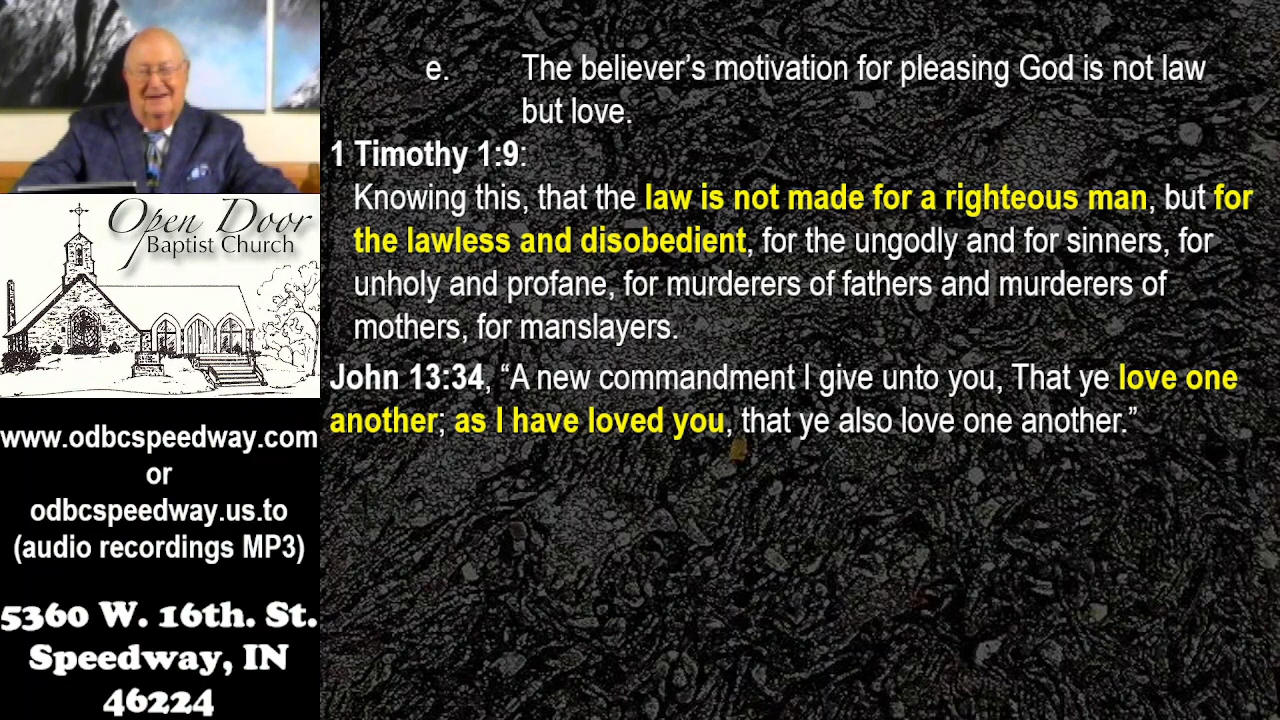 e. The believer’s motivation for pleasing God is not law
but love.
1 Timothy 1:9:
Knowing this, that the law is not made for a righteous man, but for
the lawless and disobedient, for the ungodly and for sinners, for
unholy and profane, for murderers of fathers and murderers of
mothers, for manslayers.
John 13:34, “A new commandment I give unto you, That ye love one
another; as I have loved you, that ye also love one another.”
Open Door
Baptist Church
www.odbcspeedway.com
or
odbcspeedway.us.to
(audio recordings MP3)
5360 W. 16th. St.
Speedway, IN
46224